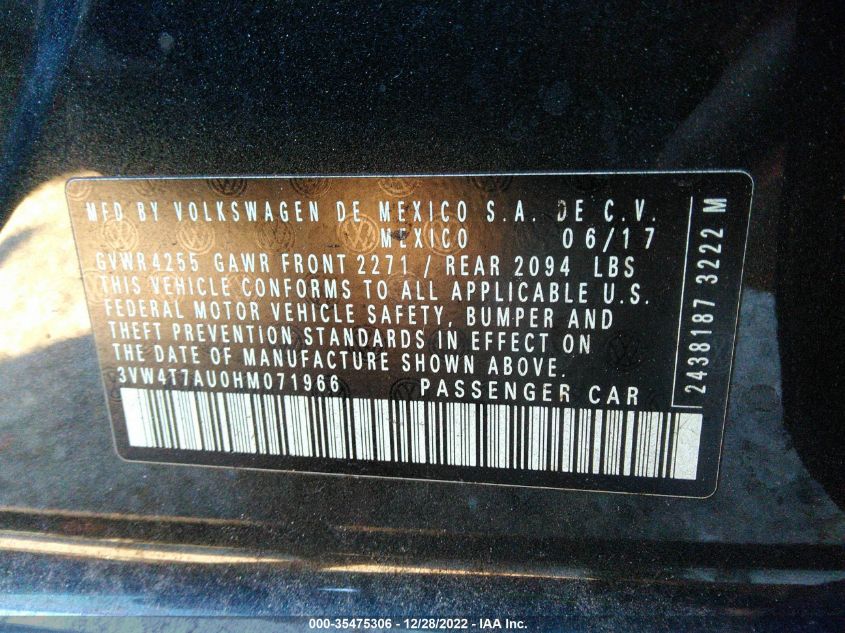 MFD BY VOLKSWAGEN DE MEXICO S.A. DE C.V.
MEXICO 06/17
GVWR 4255 GAWR FRONT 2271 / REAR 2094 LBS
THIS VEHICLE CONFORMS TO ALL APPLICABLE U.S.
FEDERAL MOTOR VEHICLE SAFETY, BUMPER AND
THEFT PREVENTION STANDARDS IN EFFECT ON
THE DATE OF MANUFACTURE SHOWN ABOVE.
3VW4T7AU0HM071966 PASSENGER CAR
2438187 3222 M
000-35475306 - 12/28/2022 - IAA Inc.